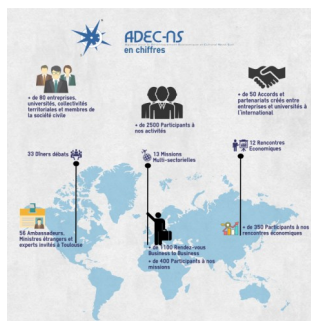 ADEC-NS
en chiffres
+ de 80 entreprises,
universités, collectivités
territoriales et membres de
la société civile
+ de 2500 Participants à
nos activités
+ de 50 Accords et
partenariats créés entre
entreprises et universités à
l'international
33 Dîners débats
13 Missions
Multi-sectorielles
12 Rencontres
Economiques
56 Ambassadeurs,
Ministres étrangers et
experts invités à Toulouse
+ de 1100 Rendez-vous
Business to Business
+ de 400 Participants à nos
missions
+ de 350 Participants à nos
rencontres économiques